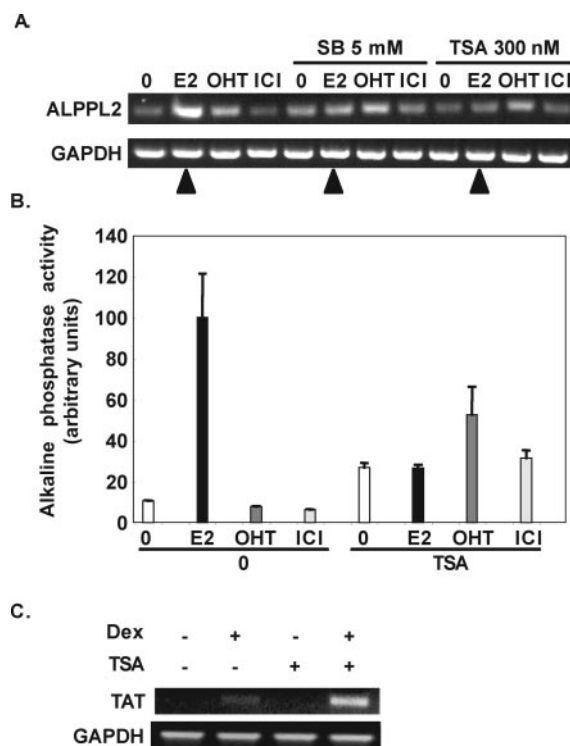 A.
SB 5 mM TSA 300 nM
0 E2 OHT ICI 0 E2 OHT ICI 0 E2 OHT ICI
ALPPL2
GAPDH
B.
Alkaline phosphatase activity
(arbitrary units)
140
120
100
80
60
40
20
0
0 E2 OHT ICI 0 E2 OHT ICI
0 TSA
C.
Dex - + - +
TSA - - + +
TAT
GAPDH